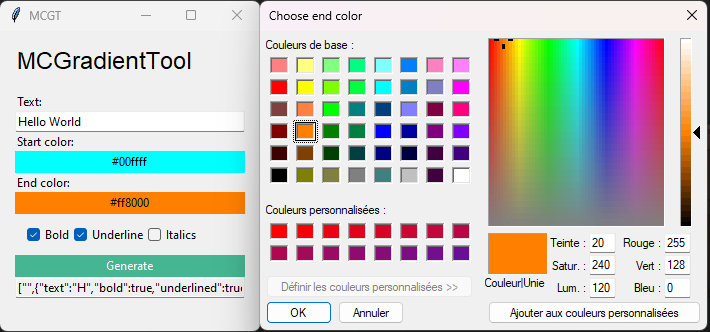 MCGT
MCGradientTool
Text:
Hello World
Start color:
#00ffff
End color:
#ff8000
Bold Underline Italics
Generate
["",{"text":"H","bold":true,"underlined":true
Choose end color
Couleurs de base :
Couleurs personnalisées :
Définir les couleurs personnalisées >>
OK Annuler
Couleur|Unie
Teinte : 20 Rouge : 255
Satur. : 240 Vert : 128
Lum. : 120 Bleu : 0
Ajouter aux couleurs personnalisées